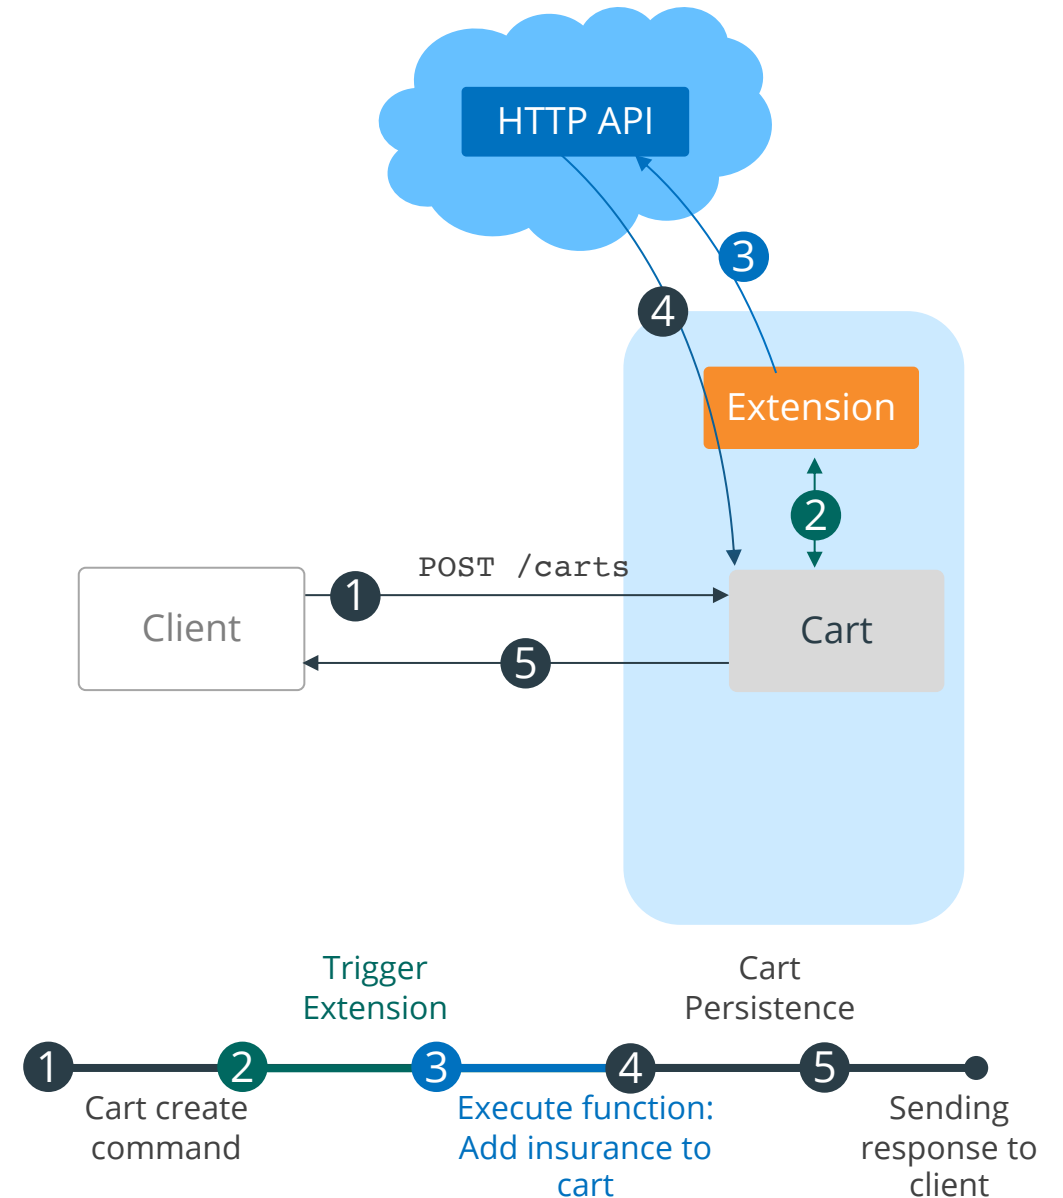 HTTP API
3
4
Extension
2
POST /carts
1
Client
Cart
5
Trigger
Extension
Cart
Persistence
1
2
3
4
5
Cart create
command
Execute function:
Add insurance to
cart
Sending
response to
client